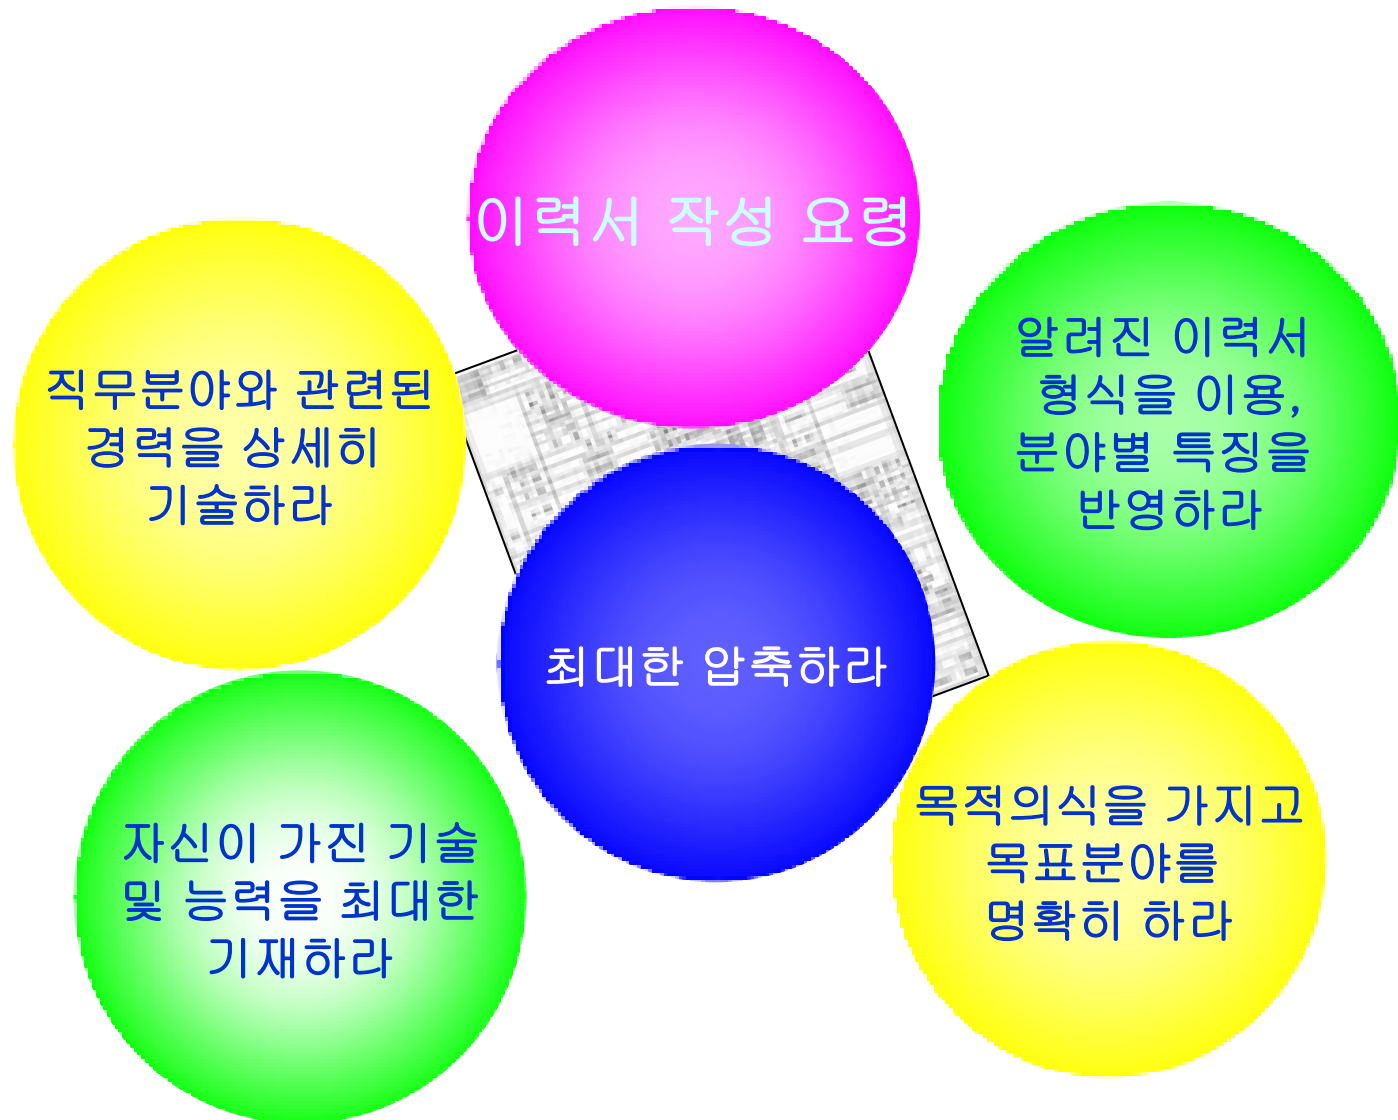 이력서 작성 요령
직무분야와 관련된
경력을 상세히
기술하라
알려진 이력서
형식을 이용,
분야별 특징을
반영하라
최대한 압축하라
자신이 가진 기술
및 능력을 최대한
기재하라
목적의식을 가지고
목표분야를
명확히 하라